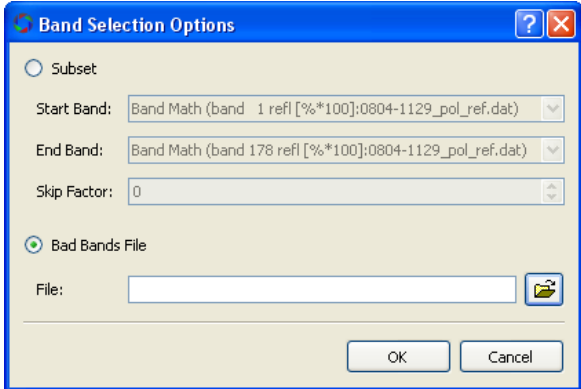 Band Selection Options
Subset
Start Band: Band Math (band   1 refl [%*100]:0804-1129_pol_ref.dat)
End Band: Band Math (band 178 refl [%*100]:0804-1129_pol_ref.dat)
Skip Factor: 0
Bad Bands File
File:
OK Cancel